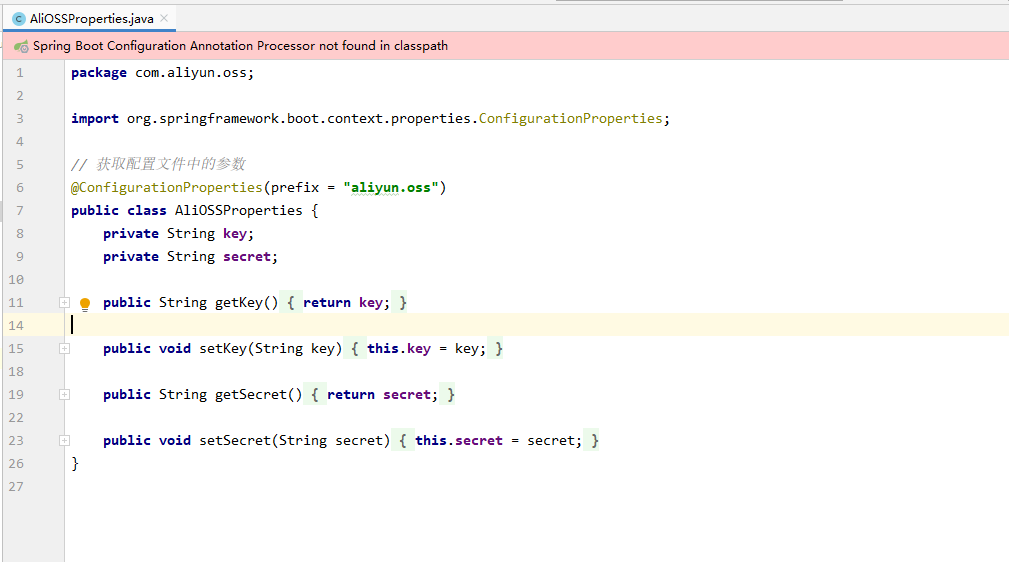 AliOSSProperties.java
Spring Boot Configuration Annotation Processor not found in classpath
1 package com.aliyun.oss;
2
3 import org.springframework.boot.context.properties.ConfigurationProperties;
4
5 // 获取配置文件中的参数
6 @ConfigurationProperties(prefix = "aliyun.oss")
7 public class AliOSSProperties {
8 private String key;
9 private String secret;
10
11 public String getKey() { return key; }
14
15 public void setKey(String key) { this.key = key; }
18
19 public String getSecret() { return secret; }
22
23 public void setSecret(String secret) { this.secret = secret; }
26 }
27